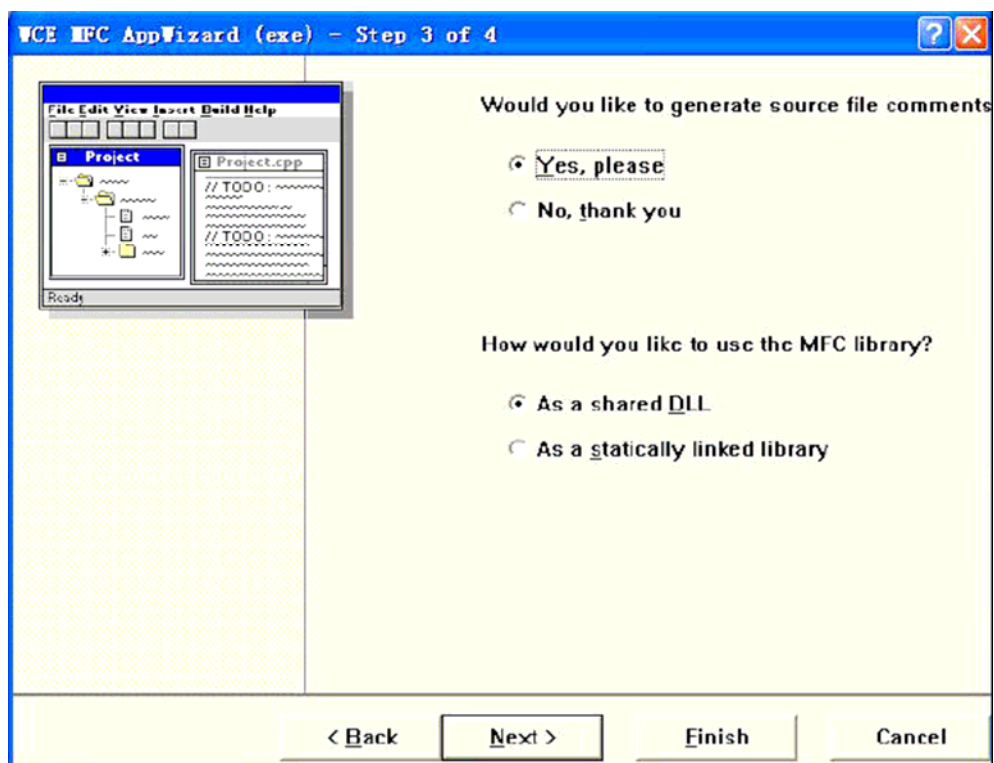 WCE MFC AppWizard (exe) - Step 3 of 4
File Edit View Insert Build Help
Project
Project.cpp
// TODO:
// TODO:
Ready
Would you like to generate source file comments
Yes, please
No, thank you
How would you like to use the MFC library?
As a shared DLL
As a statically linked library
< Back
Next >
Finish
Cancel